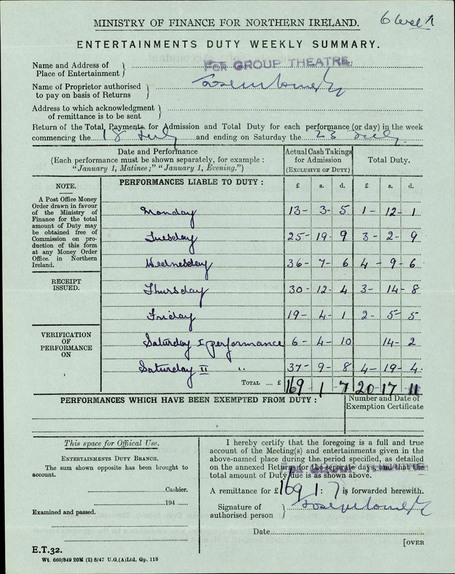 MINISTRY OF FINANCE FOR NORTHERN IRELAND.
ENTERTAINMENTS DUTY WEEKLY SUMMARY.
Name and Address of Place of Entertainment} FOR GROUP THEATRE.
Name of Proprietor authorised to pay on basis of Returns}
Address to which acknowledgment of remittance is to be sent}
Return of the Total Payments for Admission and Total Duty for each performance (or day) in the week
commencing the 18 July and ending on Saturday the 23 July.
Date and Performance
(Each performance must be shown separately, for example :
"January 1, Matinee; " "January 1, Evening.")
Actual Cash Takings for Admission (EXCLUSIVE OF DUTY)
Total Duty.
£ s. d. £ s. d.
NOTE.
A Post Office Money Order drawn in favour of the Ministry of Finance for the total amount of Duty may be obtained free of Commission on production of this form at any Money Order Office in Northern Ireland.
RECEIPT ISSUED.
VERIFICATION OF PERFORMANCE ON
PERFORMANCES LIABLE TO DUTY :
Monday 13- 3- 5 1- 12- 1
Tuesday 25- 19- 9 3- 2- 9
Wednesday 36- 7- 6 4- 9- 6
Thursday 30- 12- 4 3- 14- 8
Friday 19- 4- 1 2- 5- 5
Saturday I performance 6- 4- 10 14- 2
Saturday II " 37- 9- 8 4- 19- 4
TOTAL ... £ 169 1 7 20 17 11
PERFORMANCES WHICH HAVE BEEN EXEMPTED FROM DUTY :
Number and Date of Exemption Certificate
This space for Official Use.
ENTERTAINMENTS DUTY BRANCH.
The sum shown opposite has been brought to account.
Cashier.
194
Examined and passed.
I hereby certify that the foregoing is a full and true
account of the Meeting(s) and entertainments given in the
above-named place during the period specified, as detailed
on the annexed Returns for the separate days, and that the
total amount of Duty due is as shown above.
A remittance for £ 169 1 : 7 is forwarded herewith.
Signature of authorised person}
Date
[OVER
E.T.32.
Wt. 660/849 20M (2) 8/47 U.G.(A)Ltd. Gp. 115